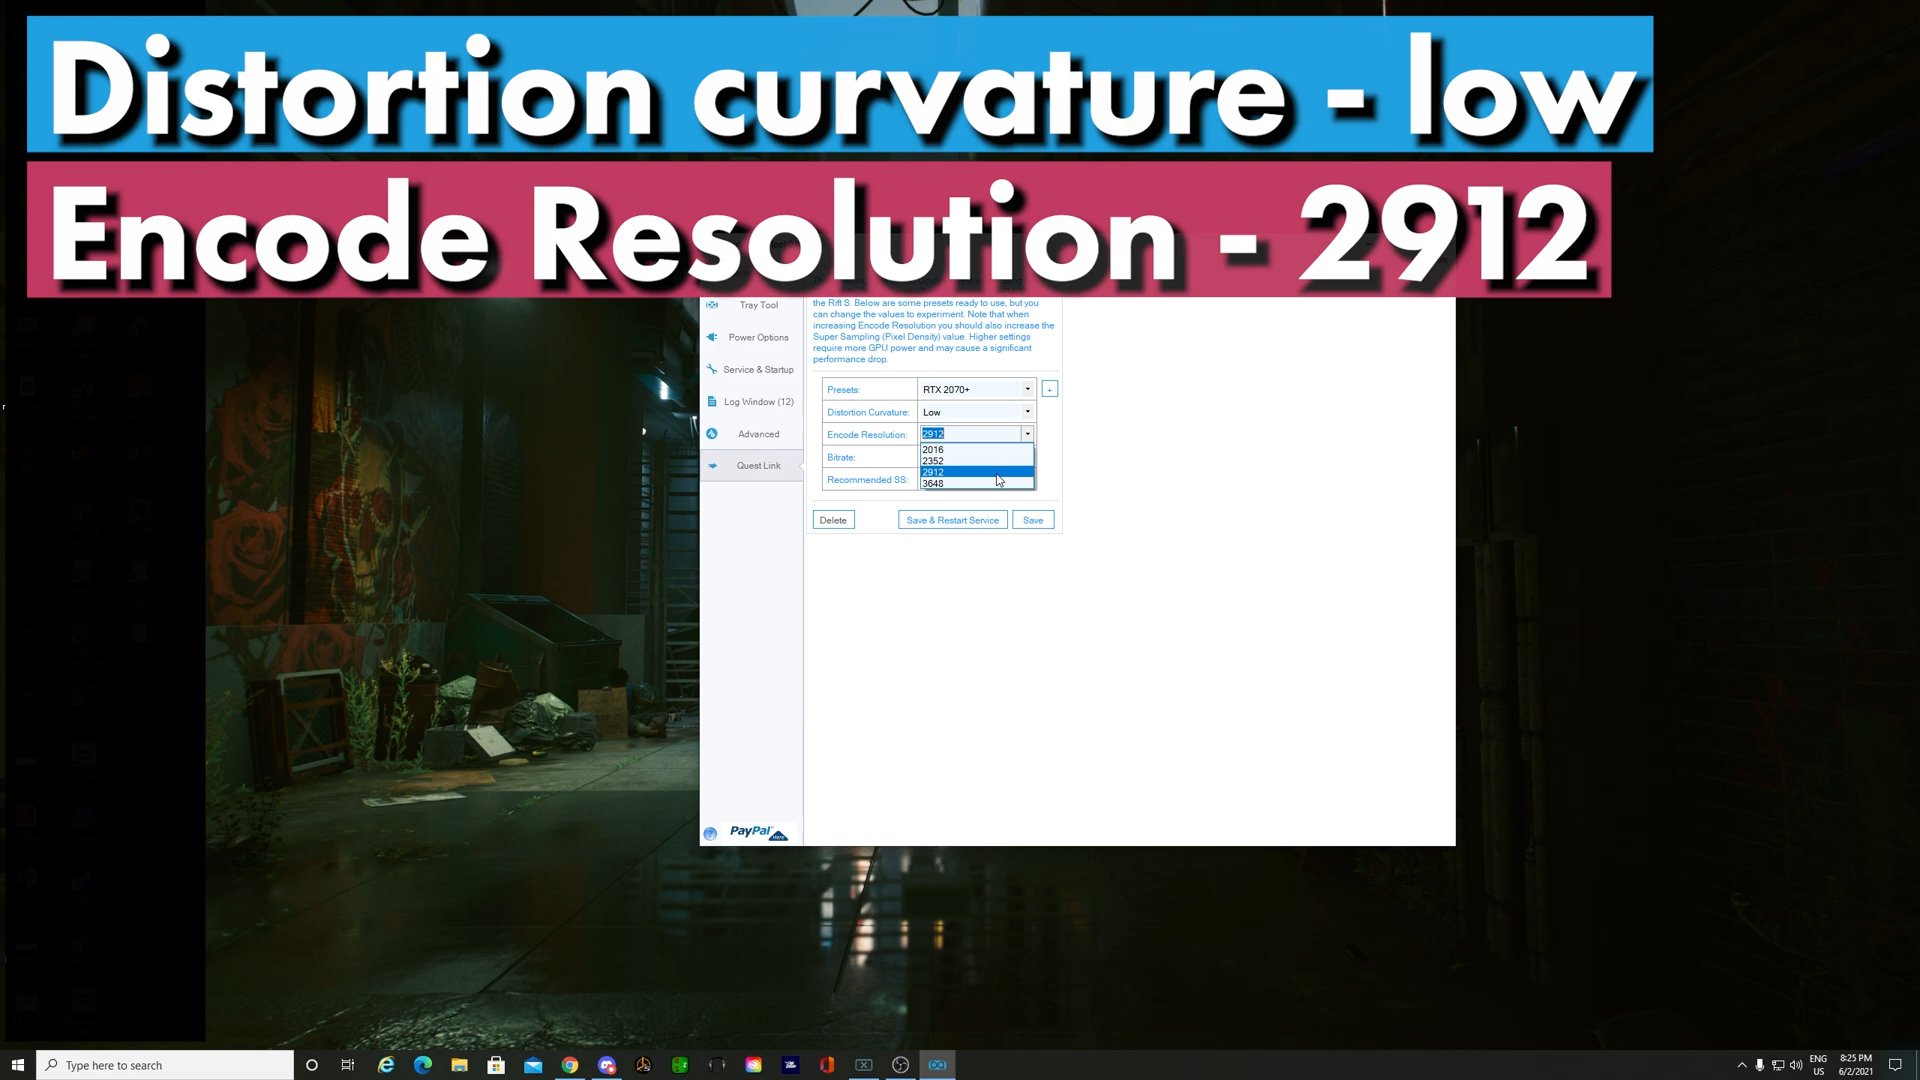 Distortion curvature - low
Encode Resolution - 2912
Tray Tool
Power Options
Service & Startup
Log Window (12)
Advanced
Quest Link
the Rift S. Below are some presets ready to use, but you
can change the values to experiment. Note that when
increasing Encode Resolution you should also increase the
Super Sampling (Pixel Density) value. Higher settings
require more GPU power and may cause a significant
performance drop.
Presets: RTX 2070+ +
Distortion Curvature: Low
Encode Resolution: 2912
2016
2352
2912
3648
Bitrate:
Recommended SS:
Delete Save & Restart Service Save
PayPal
Type here to search
ENG
US
8:25 PM
6/2/2021